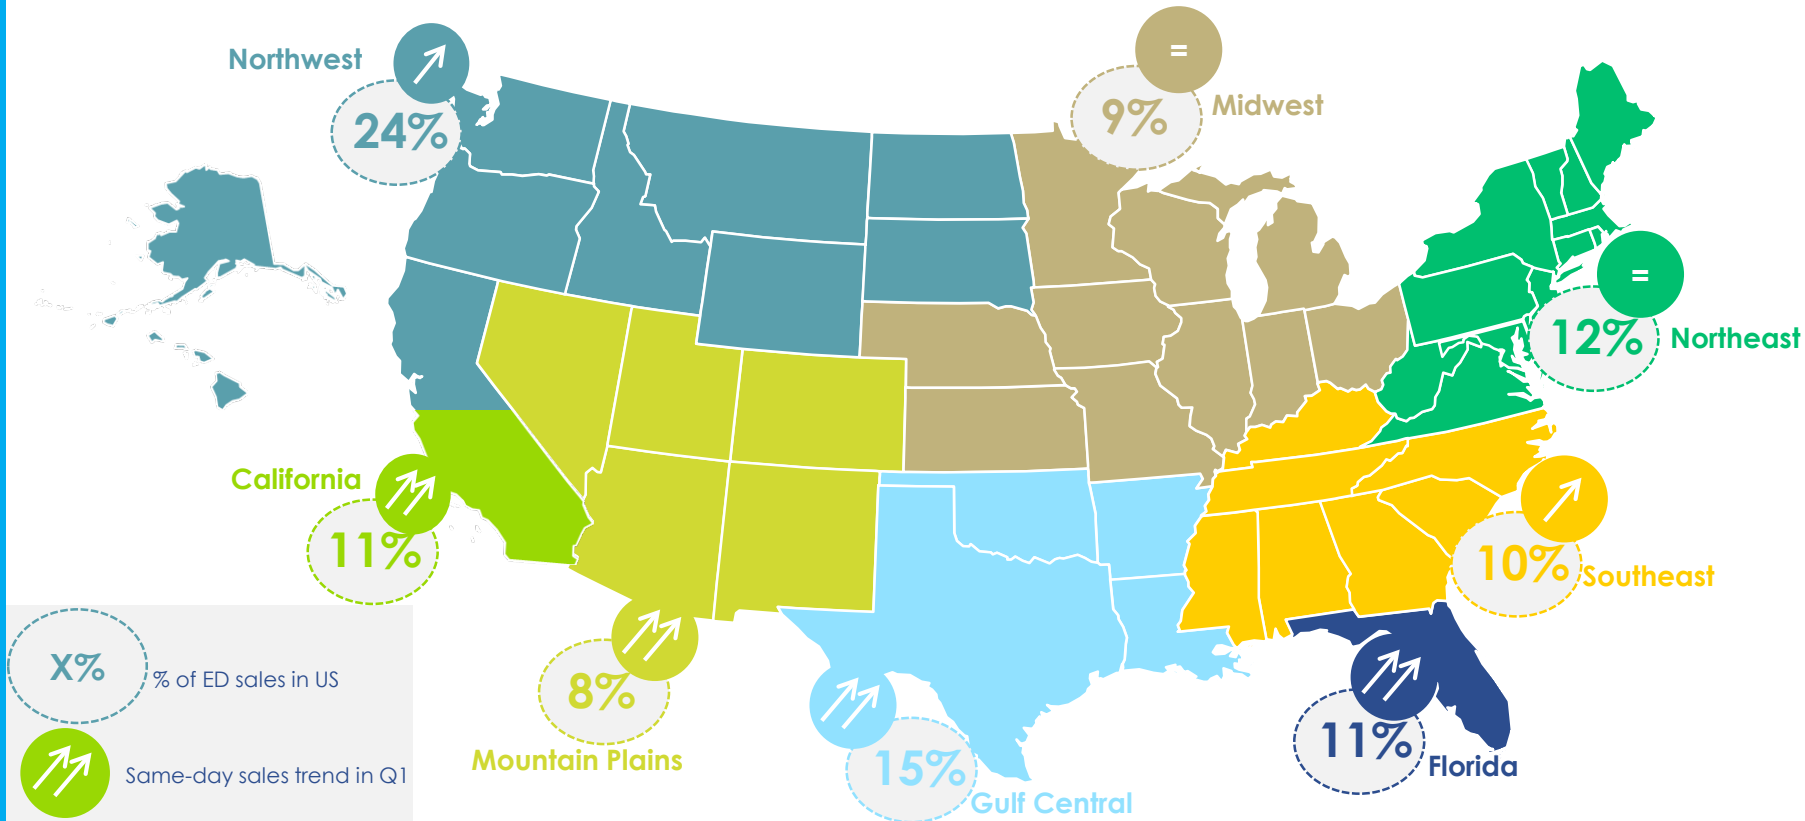 Northwest
24%
=
9%
Midwest
=
12%
Northeast
California
11%
10%
Southeast
8%
Mountain Plains
15%
Gulf Central
11%
Florida
X%
% of ED sales in US
Same-day sales trend in Q1